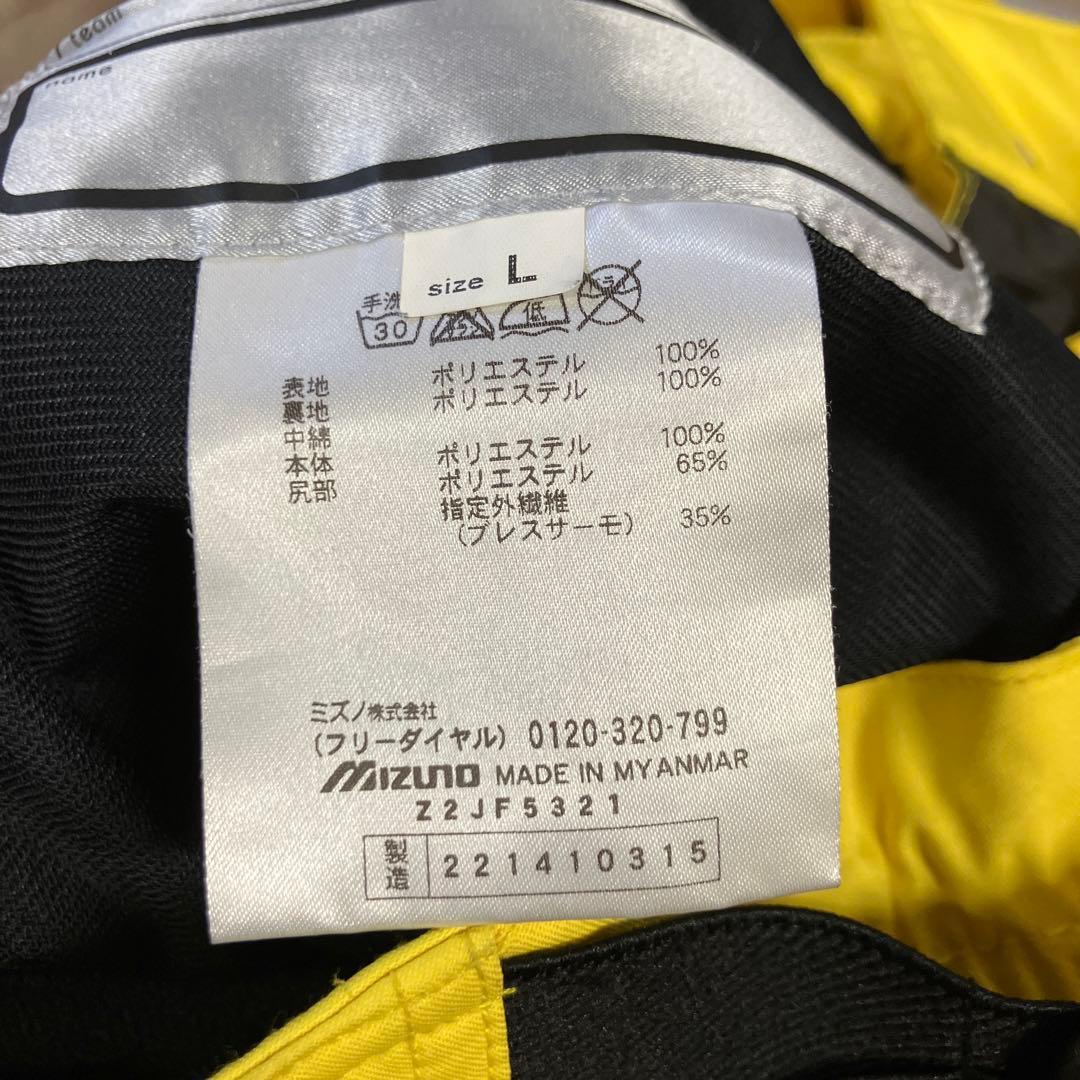 team
name
size L
手洗
30
低
ドライ
表地 ポリエステル 100%
裏地 ポリエステル 100%
中綿
本体 ポリエステル 100%
尻部 ポリエステル 65%
指定外繊維
(ブレスサーモ) 35%
ミズノ株式会社
(フリーダイヤル) 0120-320-799
MIZUNO MADE IN MYANMAR
Z2JF5321
製造 221410315